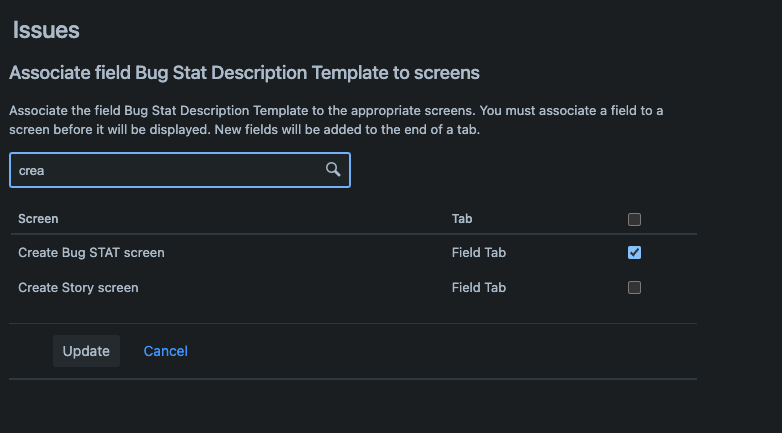 Issues
Associate field Bug Stat Description Template to screens
Associate the field Bug Stat Description Template to the appropriate screens. You must associate a field to a
screen before it will be displayed. New fields will be added to the end of a tab.
crea
Screen Tab
Create Bug STAT screen Field Tab
Create Story screen Field Tab
Update Cancel